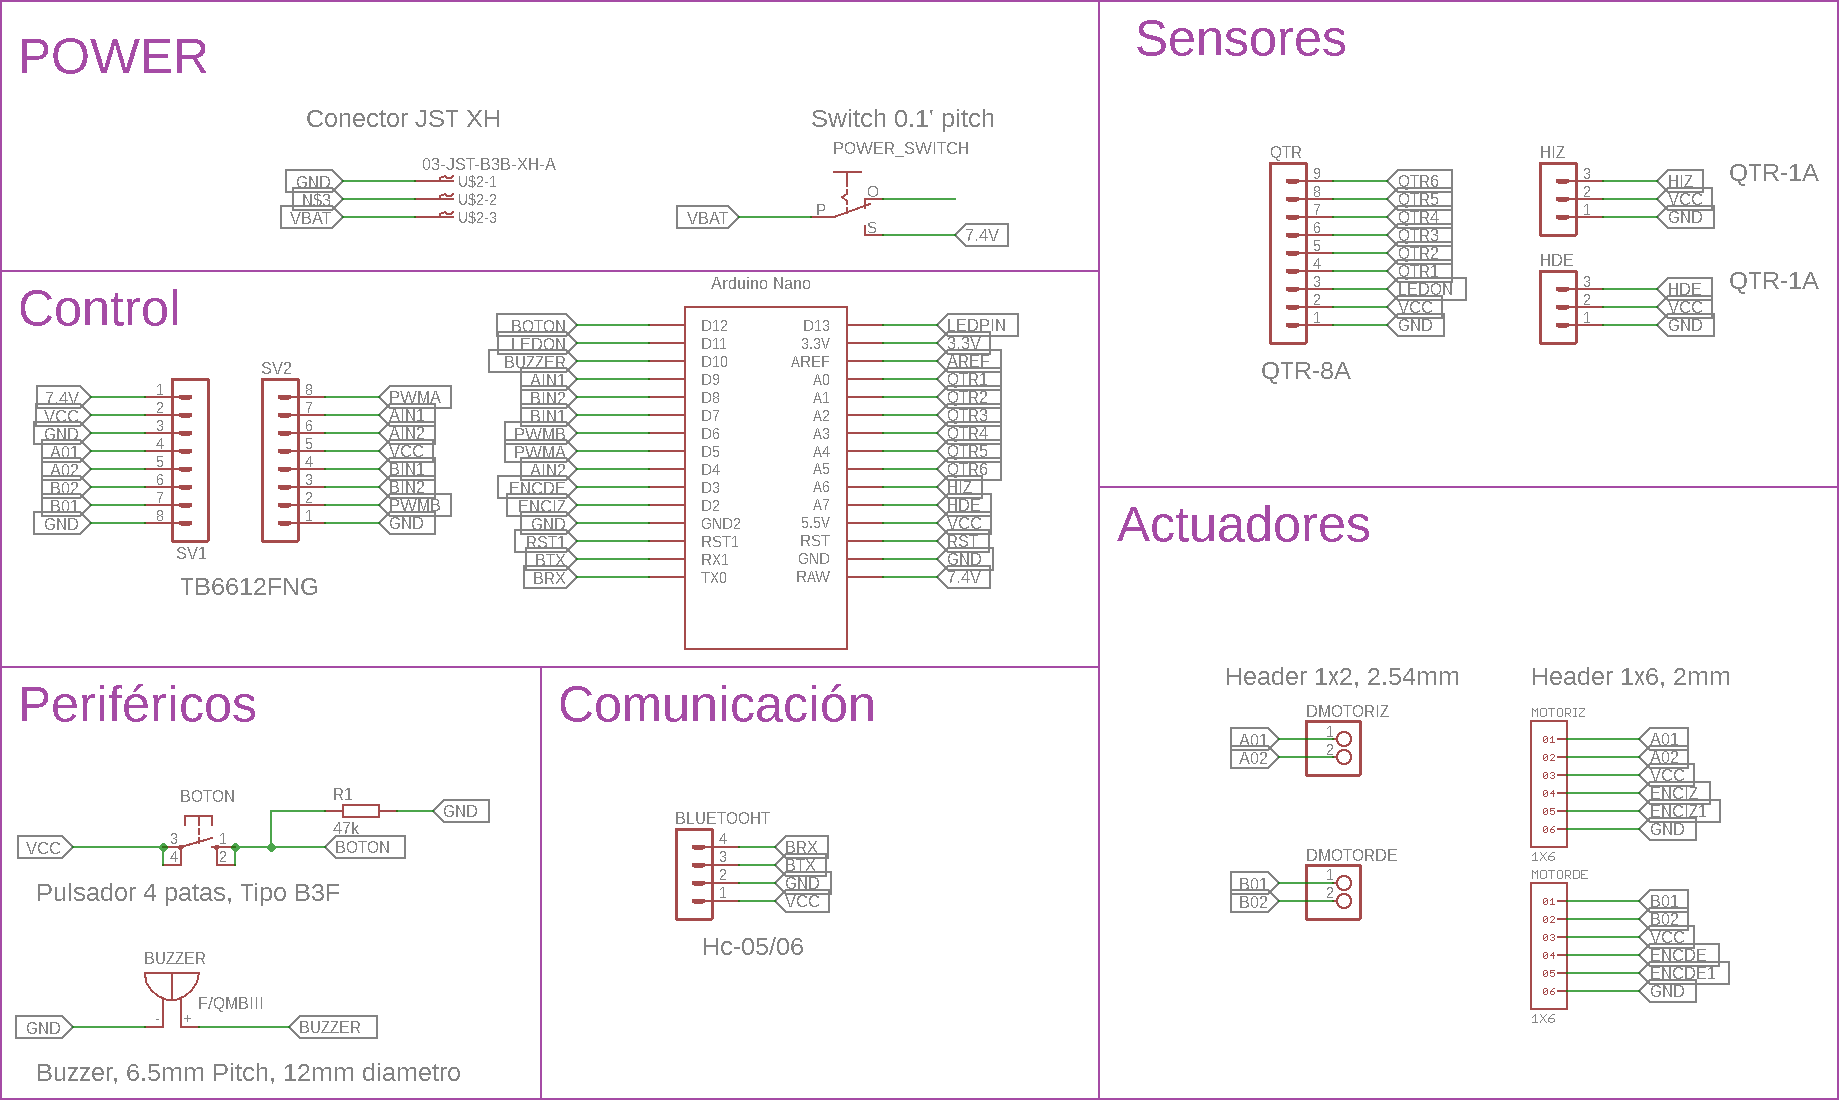 POWER
Conector JST XH
03-JST-B3B-XH-A
GND U$2-1
N$3 U$2-2
VBAT U$2-3
Switch 0.1' pitch
POWER_SWITCH
VBAT P O
S 7.4V
Sensores
QTR
9 QTR6
8 QTR5
7 QTR4
6 QTR3
5 QTR2
4 QTR1
3 LEDON
2 VCC
1 GND
QTR-8A
HIZ
QTR-1A
3 HIZ
2 VCC
1 GND
HDE
QTR-1A
3 HDE
2 VCC
1 GND
Control
7.4V 1
VCC 2
GND 3
A01 4
A02 5
B02 6
B01 7
GND 8
SV1
SV2
8 PWMA
7 AIN1
6 AIN2
5 VCC
4 BIN1
3 BIN2
2 PWMB
1 GND
TB6612FNG
Arduino Nano
BOTON D12 D13 LEDPIN
LEDON D11 3.3V 3.3V
BUZZER D10 AREF AREF
AIN1 D9 A0 QTR1
BIN2 D8 A1 QTR2
BIN1 D7 A2 QTR3
PWMB D6 A3 QTR4
PWMA D5 A4 QTR5
AIN2 D4 A5 QTR6
ENCDE D3 A6 HIZ
ENCIZ D2 A7 HDE
GND GND2 5.5V VCC
RST1 RST1 RST RST
BTX RX1 GND GND
BRX TX0 RAW 7.4V
Actuadores
Header 1x2, 2.54mm
DMOTORIZ
A01 1
A02 2
DMOTORDE
B01 1
B02 2
Header 1x6, 2mm
MOTORIZ
01 A01
02 A02
03 VCC
04 ENCIZ
05 ENCIZ1
06 GND
1X6
MOTORDE
01 B01
02 B02
03 VCC
04 ENCDE
05 ENCDE1
06 GND
1X6
Periféricos
BOTON
R1
GND
47k
VCC 3 1 BOTON
4 2
Pulsador 4 patas, Tipo B3F
BUZZER
F/QMBIII
GND - + BUZZER
Buzzer, 6.5mm Pitch, 12mm diametro
Comunicación
BLUETOOHT
4 BRX
3 BTX
2 GND
1 VCC
Hc-05/06